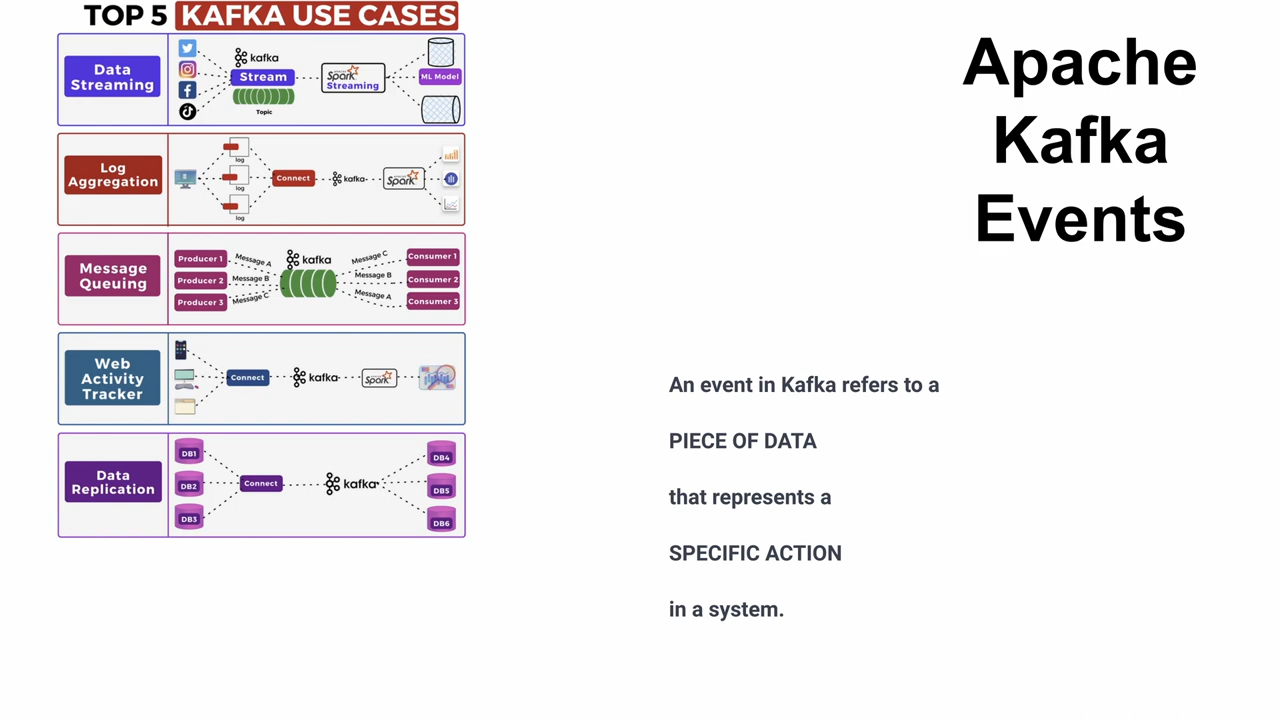 TOP 5 KAFKA USE CASES
Data
Streaming
kafka
Stream
Topic
Spark
Streaming
ML Model
Log
Aggregation
log
log
log
Connect
kafka
Spark
Message
Queuing
Producer 1
Producer 2
Producer 3
Message A
Message B
Message C
kafka
Message C
Message B
Message A
Consumer 1
Consumer 2
Consumer 3
Web
Activity
Tracker
Connect
kafka
Spark
Data
Replication
DB1
DB2
DB3
Connect
kafka
DB4
DB5
DB6
Apache
Kafka
Events
An event in Kafka refers to a
PIECE OF DATA
that represents a
SPECIFIC ACTION
in a system.